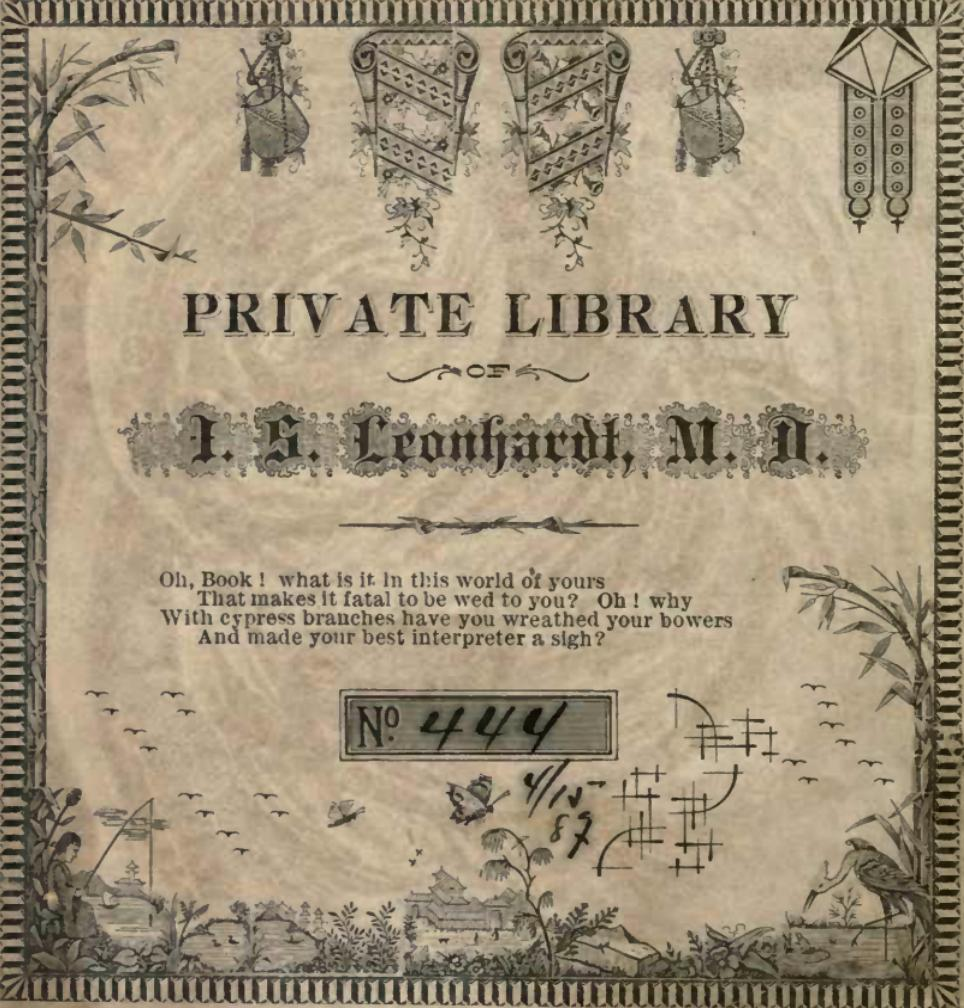 PRIVATE LIBRARY
OF
I. S. Leonhardt, M. D.
Oh, Book ! what is it in this world of yours
That makes it fatal to be wed to you? Oh ! why
With cypress branches have you wreathed your bowers
And made your best interpreter a sigh?
No. 444
4/15
87